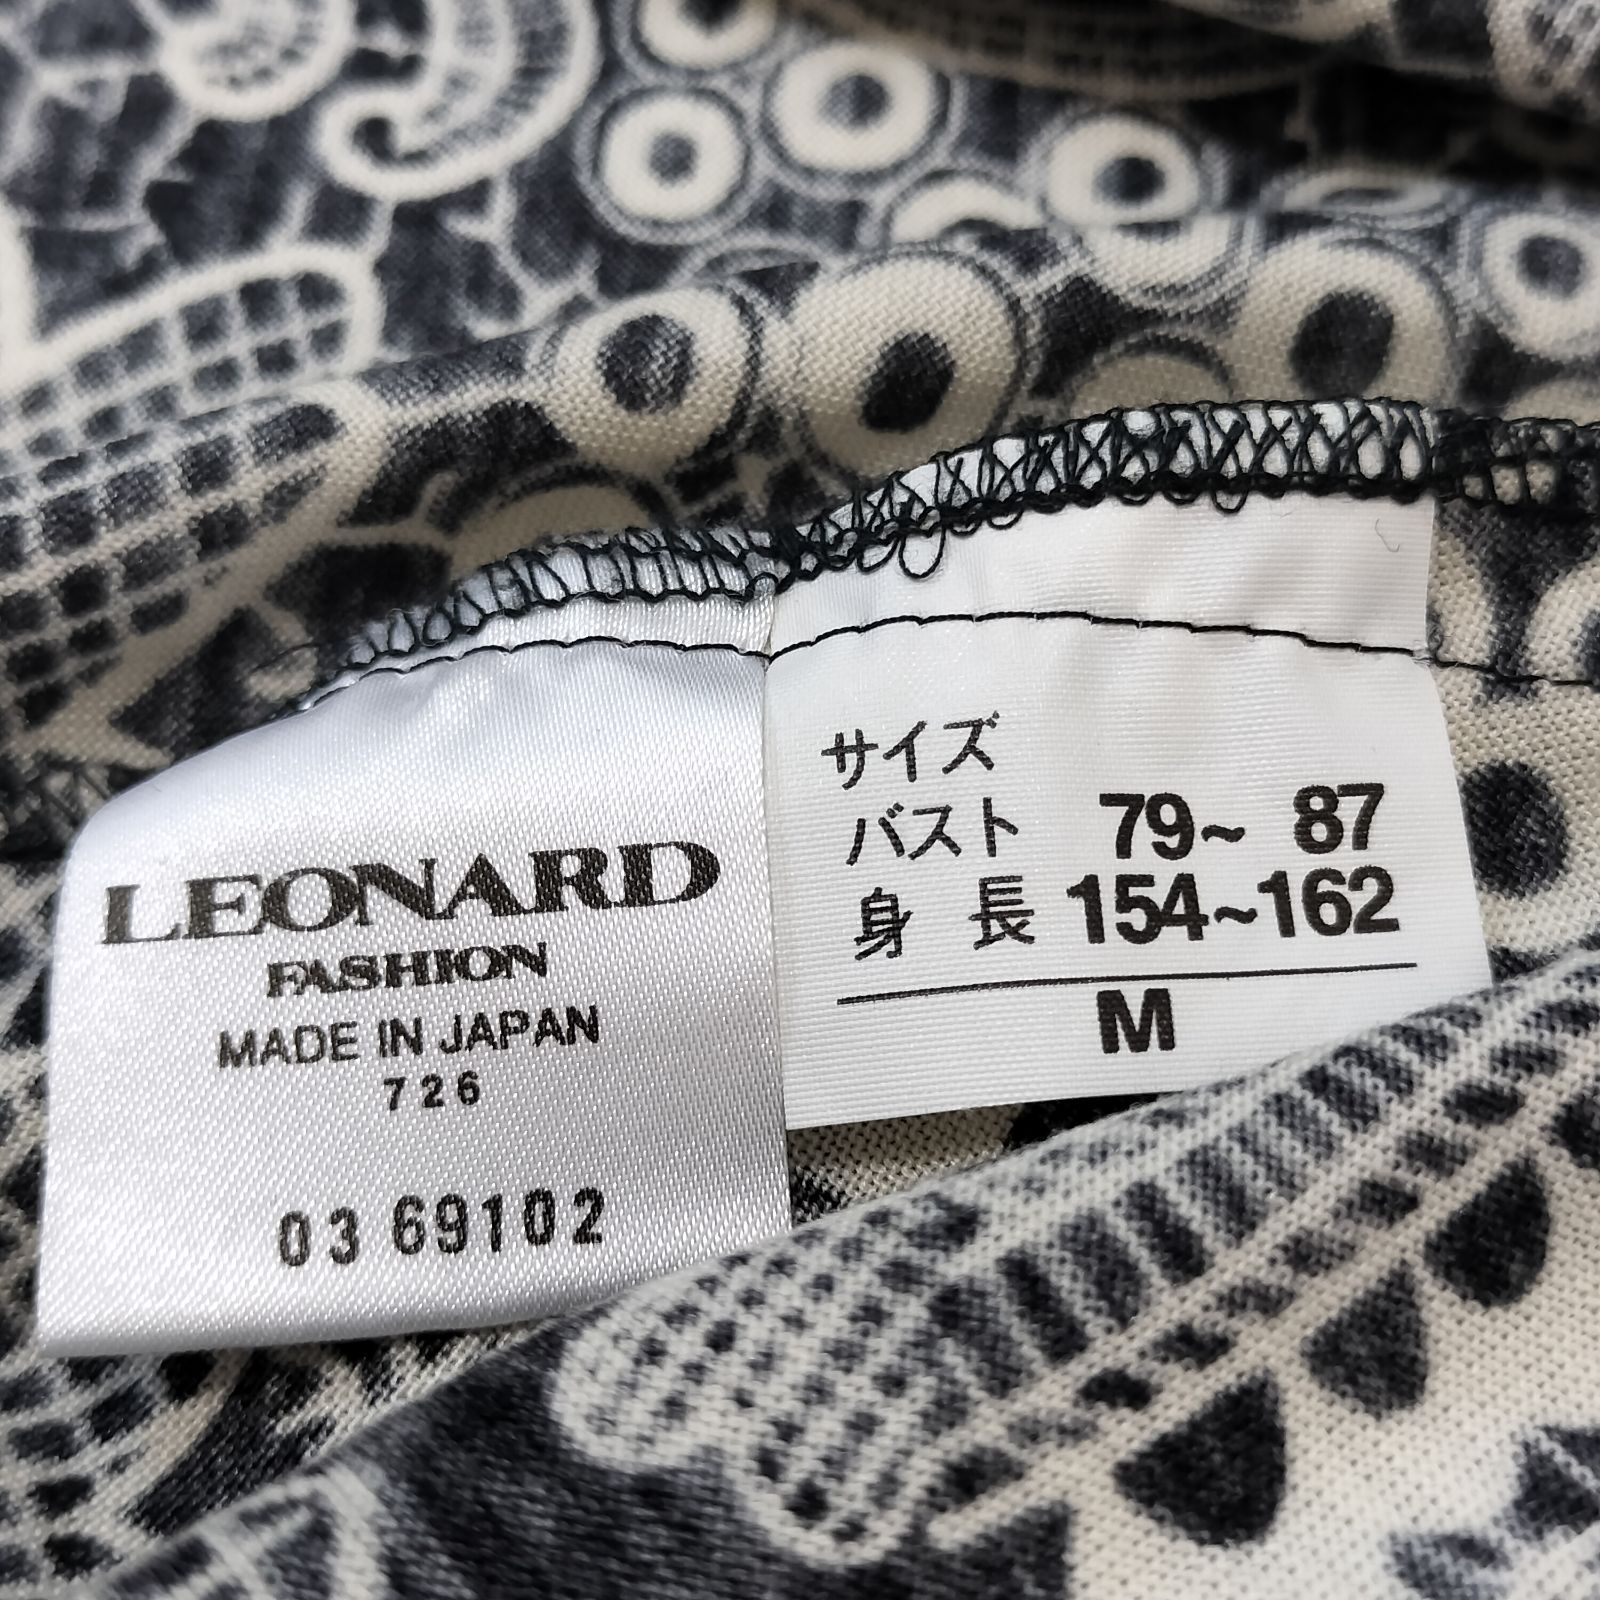 LEONARD
FASHION
MADE IN JAPAN
726
03 69102
サイズ
バスト 79~ 87
身 長 154~162
M